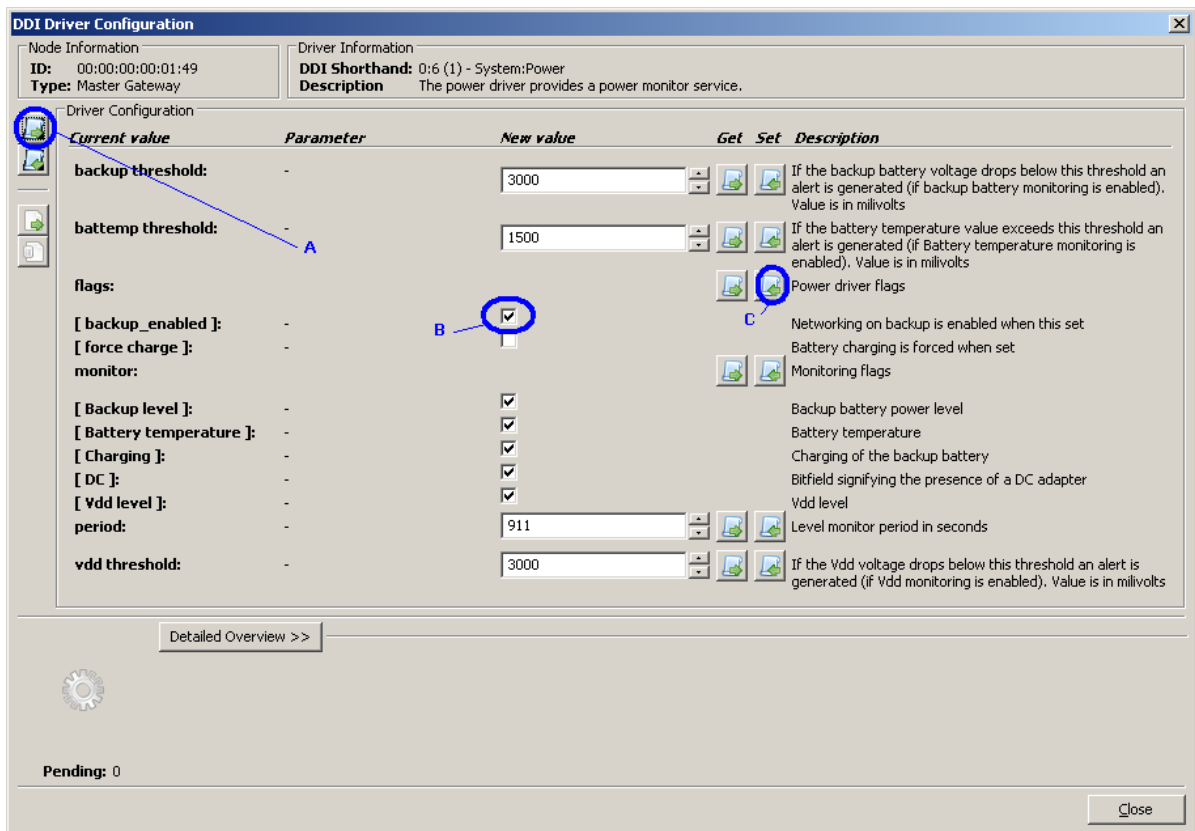 DDI Driver Configuration
Node Information
ID: 00:00:00:00:01:49
Type: Master Gateway
Driver Information
DDI Shorthand: 0:6 (1) - System:Power
Description The power driver provides a power monitor service.
Driver Configuration
Current value Parameter New value Get Set Description
backup threshold: - 3000 If the backup battery voltage drops below this threshold an
alert is generated (if backup battery monitoring is enabled).
Value is in milivolts
battemp threshold: - 1500 If the battery temperature value exceeds this threshold an
alert is generated (if Battery temperature monitoring is
enabled). Value is in milivolts
A
flags: Power driver flags
B
C
[ backup_enabled ]: - Networking on backup is enabled when this set
[ force charge ]: - Battery charging is forced when set
monitor: Monitoring flags
[ Backup level ]: - Backup battery power level
[ Battery temperature ]: - Battery temperature
[ Charging ]: - Charging of the backup battery
[ DC ]: - Bitfield signifying the presence of a DC adapter
[ Vdd level ]: - Vdd level
period: - 911 Level monitor period in seconds
vdd threshold: - 3000 If the Vdd voltage drops below this threshold an alert is
generated (if Vdd monitoring is enabled). Value is in milivolts
Detailed Overview >>
Pending: 0
Close